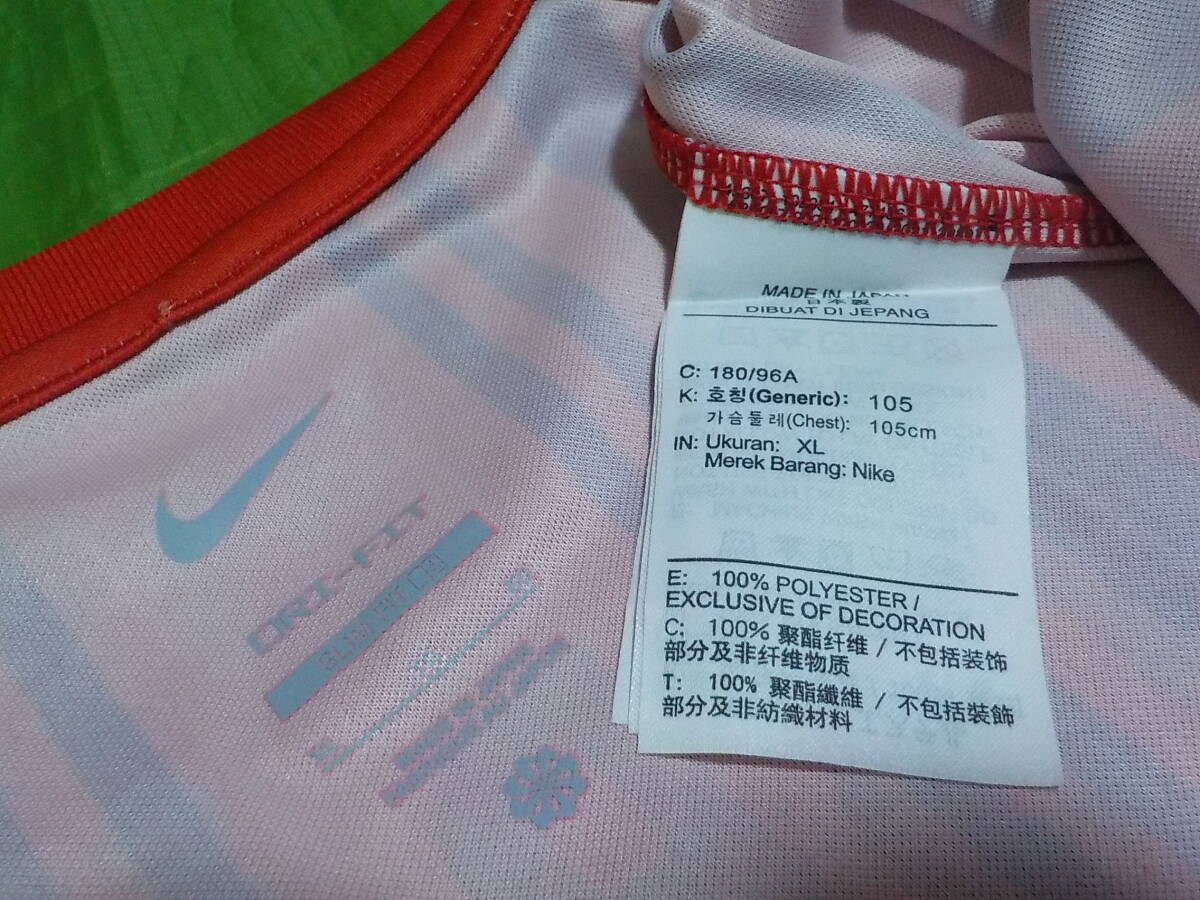 MADE IN JAPAN
日本製
DIBUAT DI JEPANG
C: 180/96A
K: 호칭(Generic): 105
가슴둘레(Chest): 105cm
IN: Ukuran: XL
Merek Barang: Nike
E: 100% POLYESTER /
EXCLUSIVE OF DECORATION
C: 100% 聚酯纤维 / 不包括装饰
部分及非纤维物质
T: 100% 聚酯纖維 / 不包括裝飾
部分及非紡織材料
DRI-FIT
SLIM FIT